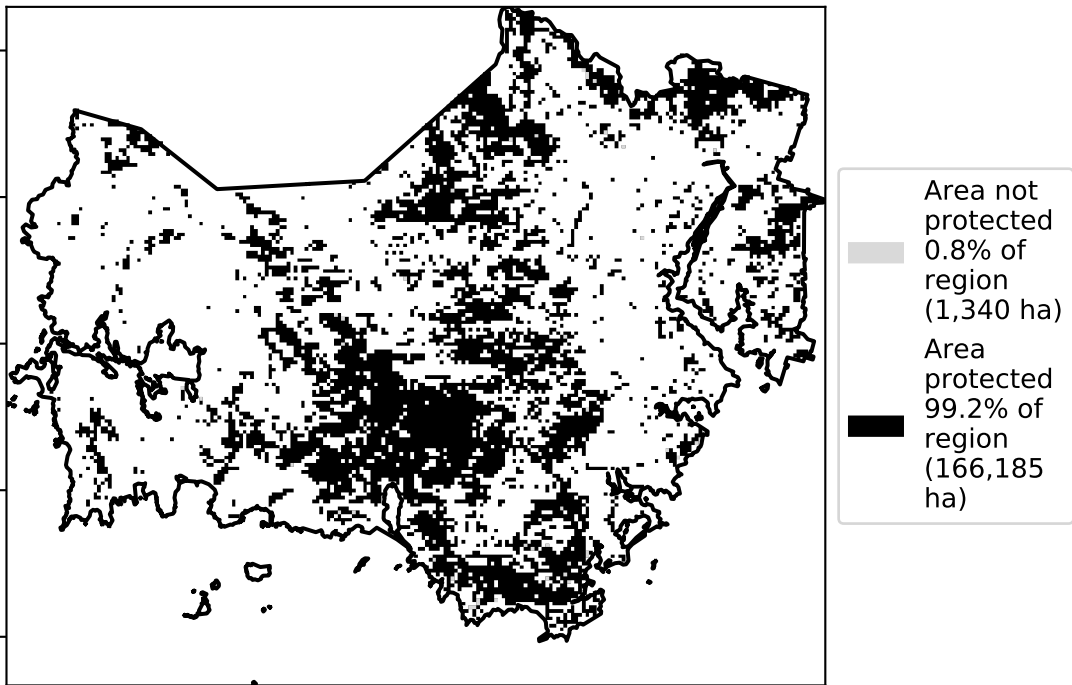 Area not
protected
0.8% of
region
(1,340 ha)
Area
protected
99.2% of
region
(166,185
ha)